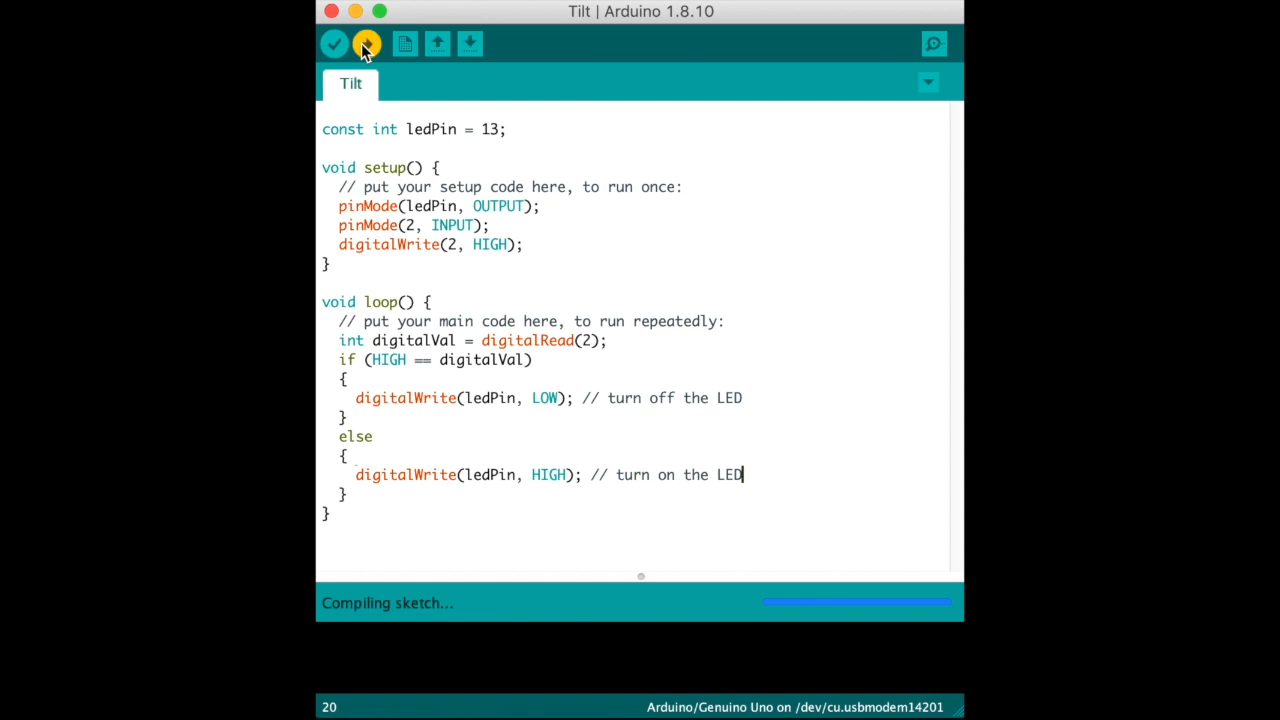 Tilt | Arduino 1.8.10
Tilt
const int ledPin = 13;
void setup() {
  // put your setup code here, to run once:
  pinMode(ledPin, OUTPUT);
  pinMode(2, INPUT);
  digitalWrite(2, HIGH);
}
void loop() {
  // put your main code here, to run repeatedly:
  int digitalVal = digitalRead(2);
  if (HIGH == digitalVal)
  {
    digitalWrite(ledPin, LOW); // turn off the LED
  }
  else
  {
    digitalWrite(ledPin, HIGH); // turn on the LED
  }
}
Compiling sketch...
20 Arduino/Genuino Uno on /dev/cu.usbmodem14201